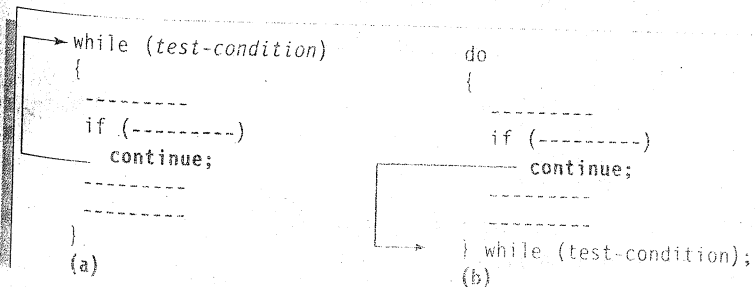 while (test-condition)
{
---------
if (---------)
continue;
---------
---------
}
(a)
do
{
---------
if (---------)
continue;
---------
---------
} while (test-condition);
(b)